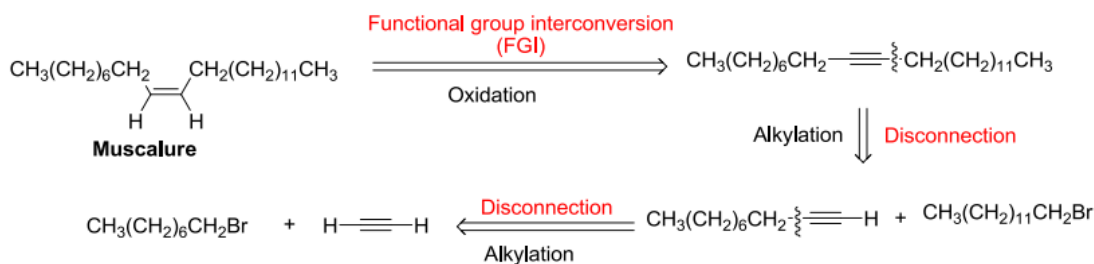 Functional group interconversion
(FGI)
CH3(CH2)6CH2 CH2(CH2)11CH3
Oxidation
CH3(CH2)6CH2 CH2(CH2)11CH3
H H
Muscalure
Alkylation Disconnection
CH3(CH2)6CH2Br + H H
Disconnection
Alkylation
CH3(CH2)6CH2 H + CH3(CH2)11CH2Br